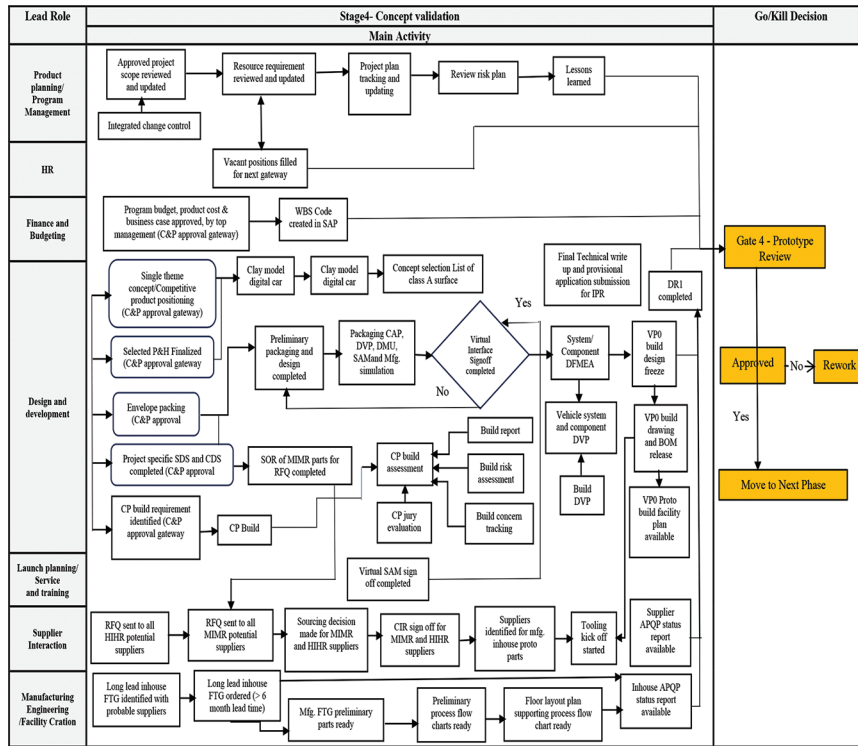 Lead Role
Stage4- Concept validation
Go/Kill Decision
Main Activity
Product
planning/
Program
Management
Approved project
scope reviewed
and updated
Resource requirement
reviewed and updated
Project plan
tracking and
updating
Review risk plan
Lessons
learned
Integrated change control
HR
Vacant positions filled
for next gateway
Finance and
Budgeting
Program budget, product cost &
business case approved, by top
management (C&P approval gateway)
WBS Code
created in SAP
Gate 4 - Prototype
Review
Design and
development
Single theme
concept/Competitive
product positioning
(C&P approval gateway)
Clay model
digital car
Clay model
digital car
Concept selection List of
class A surface
Final Technical write
up and provisional
application submission
for IPR
DR1
completed
Yes
Selected P&H Finalized
(C&P approval
gateway
Preliminary
packaging and
design completed
Packaging CAP,
DVP, DMU,
SAMand Mfg.
simulation
Virtual
Interface
Signoff
completed
System/
Component
DFMEA
VP0
build
design
freeze
Approved
No
Rework
No
Yes
Envelope packing
(C&P approval
Vehicle system
and component
DVP
VP0 build
drawing
and BOM
release
Build report
Project specific SDS and CDS
completed (C&P approval
SOR of MIMR parts for
RFQ completed
CP build
assessment
Build risk
assessment
Build
DVP
VP0 Proto
build facility
plan
available
Move to Next Phase
CP build requirement
identified (C&P
approval gateway
CP Build
CP jury
evaluation
Build concern
tracking
Launch planning/
Service
and training
Virtual SAM sign
off completed
Supplier
Interaction
RFQ sent to all
HIHR potential
suppliers
RFQ sent to all
MIMR potential
suppliers
Sourcing decision
made for MIMR
and HIHR suppliers
CIR sign off for
MIMR and HIHR
suppliers
Suppliers
identified for mfg.
inhouse proto
parts
Tooling
kick off
started
Supplier
APQP status
report
available
Manufacturing
Engineering
/Facility Cration
Long lead inhouse
FTG identified with
probable suppliers
Long lead inhouse
FTG ordered (> 6
month lead time)
Mfg. FTG preliminary
parts ready
Preliminary
process flow
charts ready
Floor layout plan
supporting process flow
chart ready
Inhouse APQP
status report
available